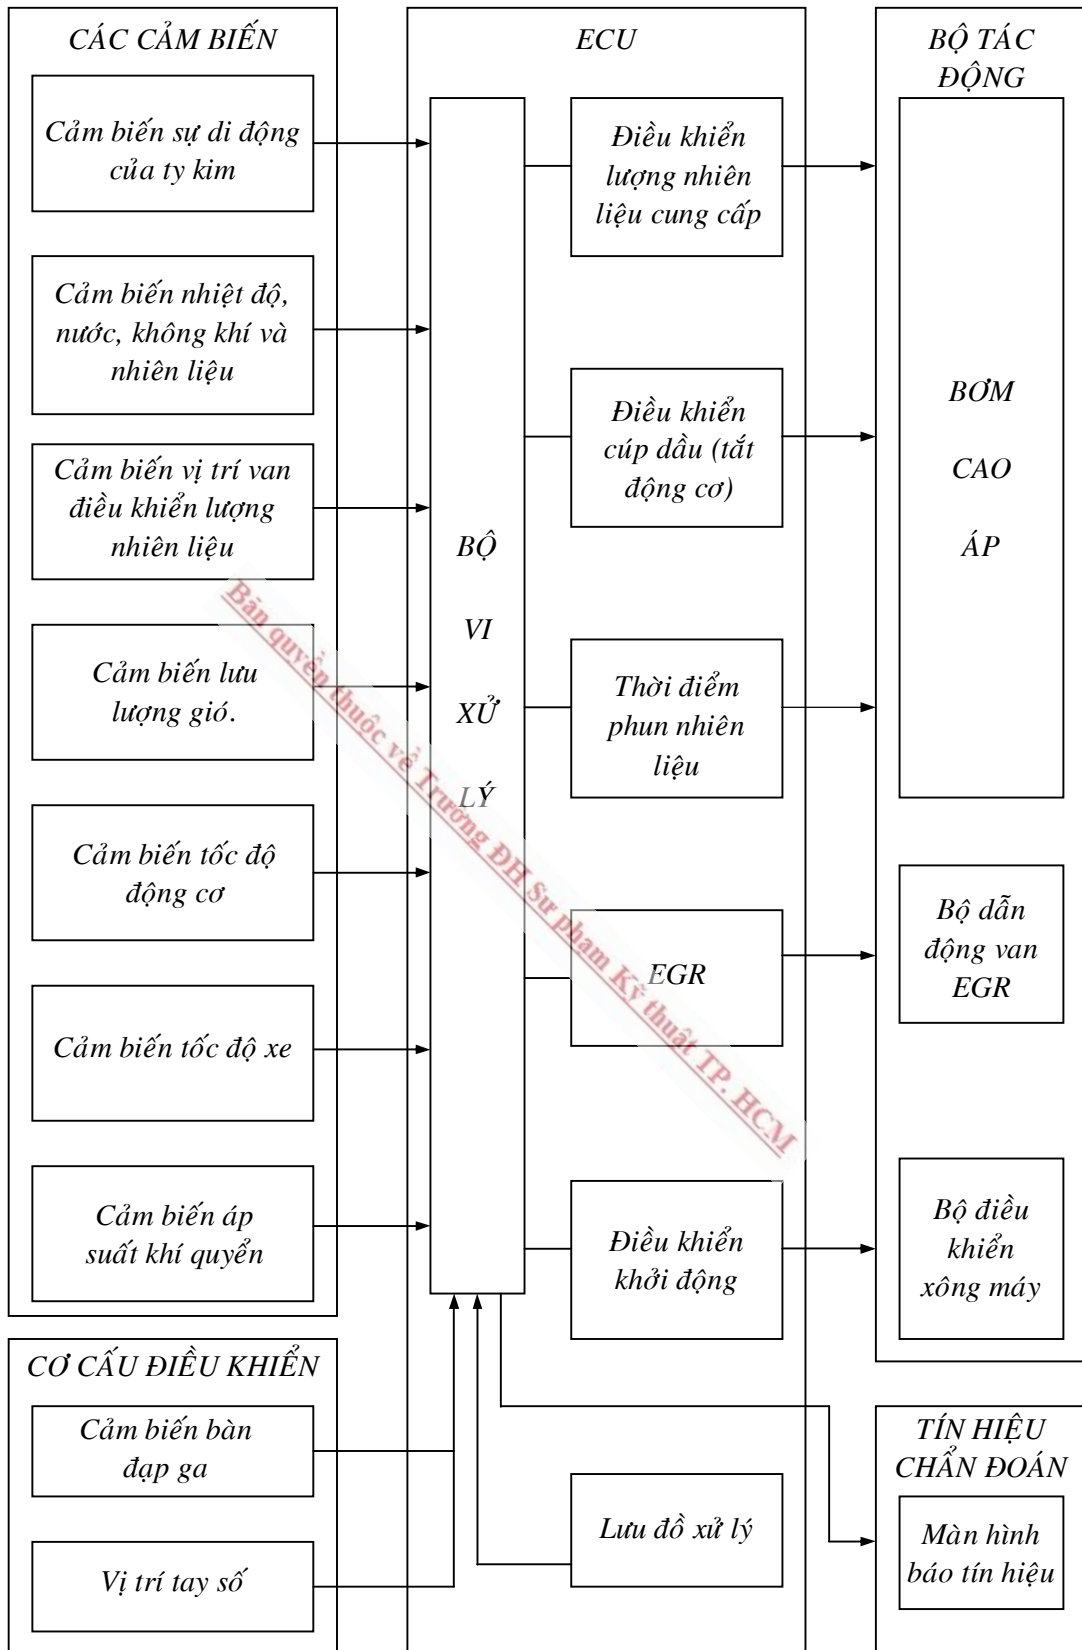 CÁC CẢM BIẾN
Cảm biến sự di động
của ty kim
Cảm biến nhiệt độ,
nước, không khí và
nhiên liệu
Cảm biến vị trí van
điều khiển lượng
nhiên liệu
Cảm biến lưu
lượng gió.
Cảm biến tốc độ
động cơ
Cảm biến tốc độ xe
Cảm biến áp
suất khí quyển
CƠ CẤU ĐIỀU KHIỂN
Cảm biến bàn
đạp ga
Vị trí tay số
ECU
BỘ
VI
XỬ
LÝ
Điều khiển
lượng nhiên
liệu cung cấp
Điều khiển
cúp dầu (tắt
động cơ)
Thời điểm
phun nhiên
liệu
EGR
Điều khiển
khởi động
Lưu đồ xử lý
BỘ TÁC
ĐỘNG
BƠM
CAO
ÁP
Bộ dẫn
động van
EGR
Bộ điều
khiển
xông máy
TÍN HIỆU
CHẨN ĐOÁN
Màn hình
báo tín hiệu
Bản quyền thuộc về Trường ĐH Sư phạm Kỹ thuật TP. HCM